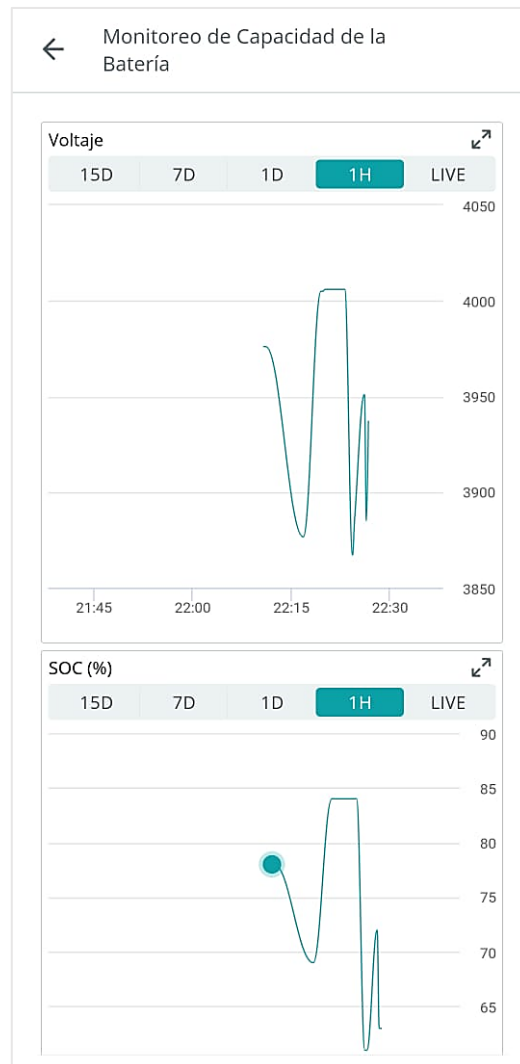 Monitoreo de Capacidad de la
Batería
Voltaje
15D 7D 1D 1H LIVE
4050
4000
3950
3900
3850
21:45 22:00 22:15 22:30
SOC (%)
15D 7D 1D 1H LIVE
90
85
80
75
70
65